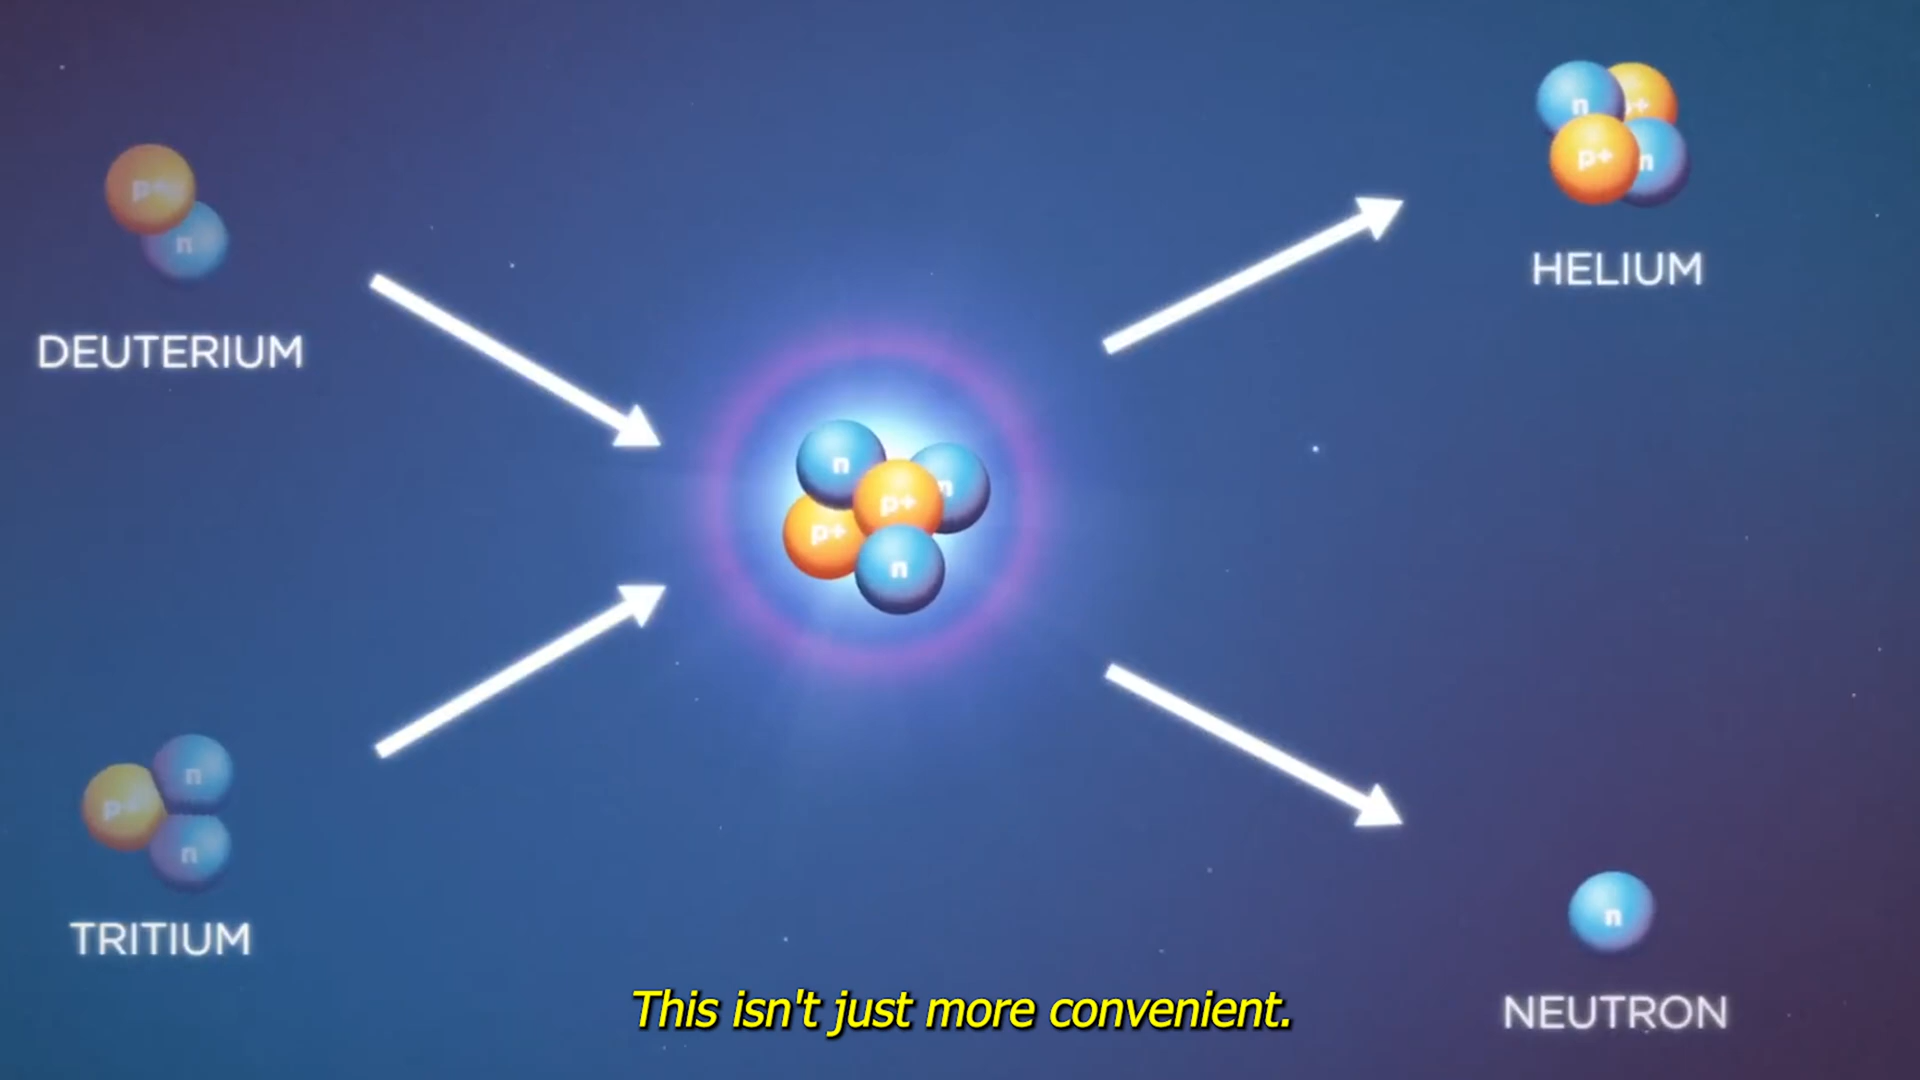 n p+
p+ n
HELIUM
p+
n
DEUTERIUM
n
n
p+
p+
n
n
p+
n
TRITIUM
n
NEUTRON
This isn't just more convenient.